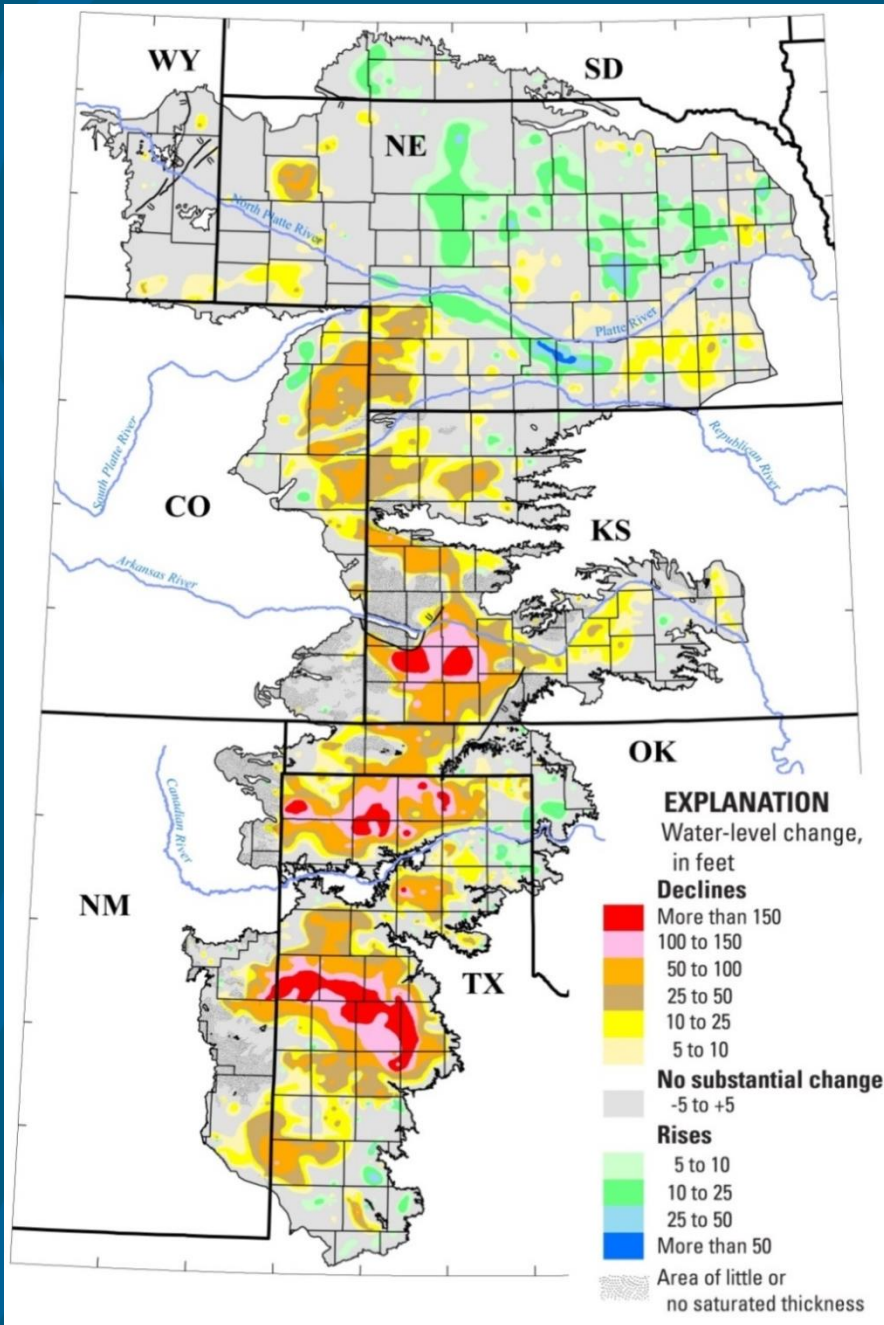 WY
SD
NE
North Platte
River
Platte River
South Platte River
Republican River
CO
KS
Arkansas River
OK
Canadian River
NM
TX
EXPLANATION
Water-level change,
in feet
Declines
More than 150
100 to 150
50 to 100
25 to 50
10 to 25
5 to 10
No substantial change
-5 to +5
Rises
5 to 10
10 to 25
25 to 50
More than 50
Area of little or
no saturated thickness